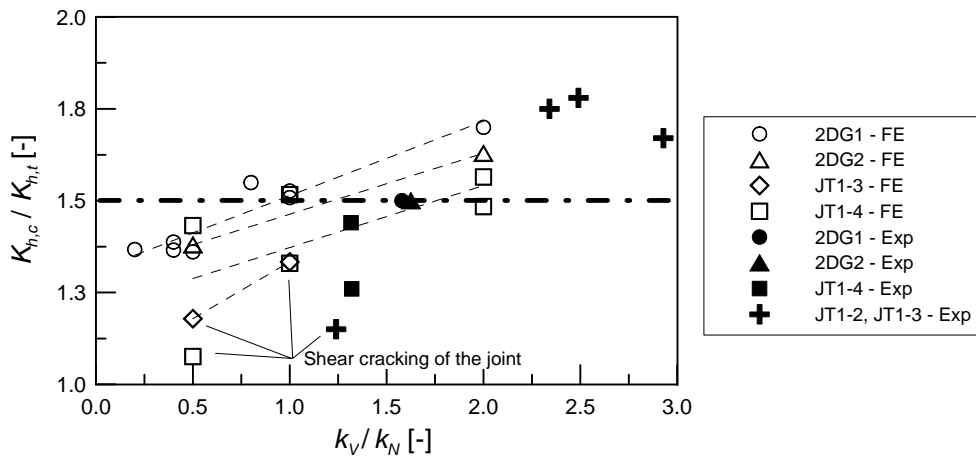 2.0
1.8
1.5
1.3
1.0
K_{h,c} / K_{h,t} [-]
0.0 0.5 1.0 1.5 2.0 2.5 3.0
k_V / k_N [-]
Shear cracking of the joint
2DG1 - FE
2DG2 - FE
JT1-3 - FE
JT1-4 - FE
2DG1 - Exp
2DG2 - Exp
JT1-4 - Exp
JT1-2, JT1-3 - Exp